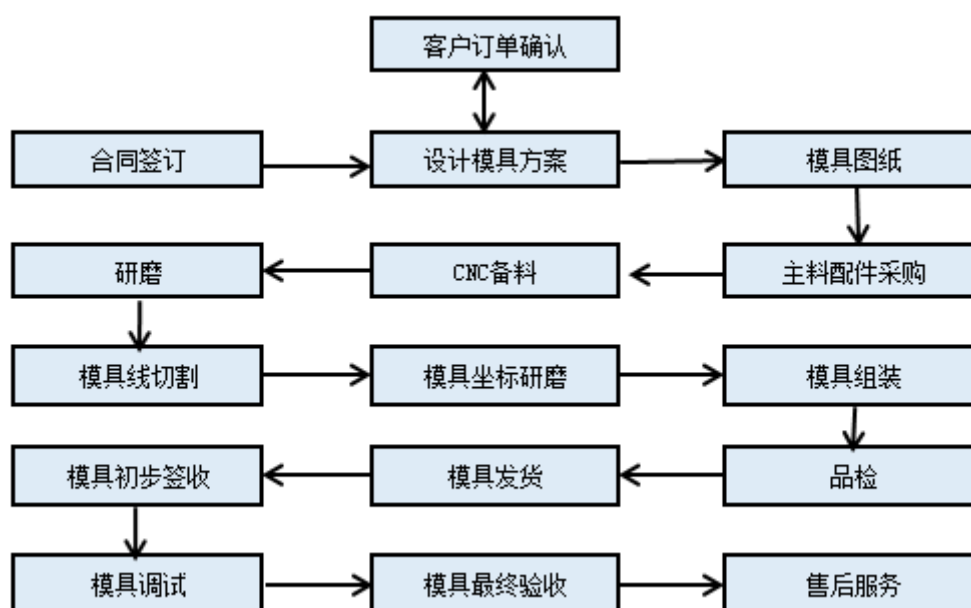 客户订单确认
合同签订
设计模具方案
模具图纸
研磨
CNC备料
主料配件采购
模具线切割
模具坐标研磨
模具组装
模具初步签收
模具发货
品检
模具调试
模具最终验收
售后服务